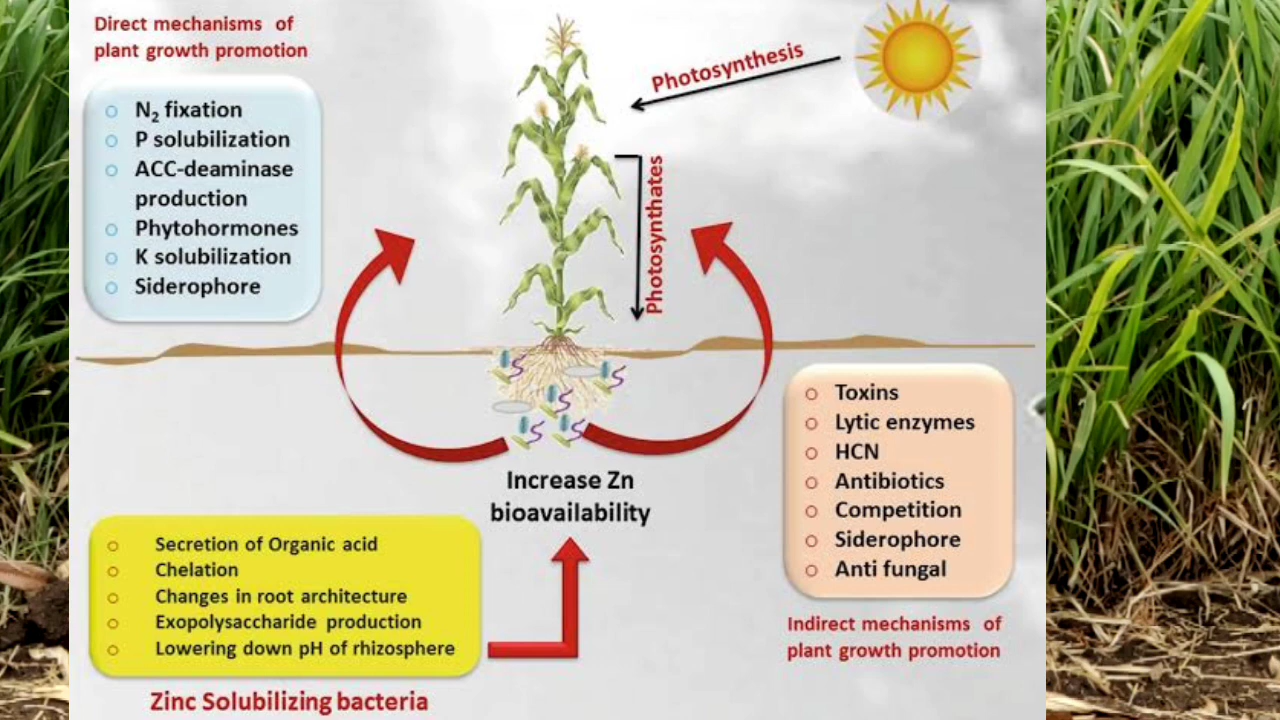 Direct mechanisms of
plant growth promotion
N₂ fixation
P solubilization
ACC-deaminase
production
Phytohormones
K solubilization
Siderophore
Photosynthesis
Photosynthates
Increase Zn
bioavailability
Toxins
Lytic enzymes
HCN
Antibiotics
Competition
Siderophore
Anti fungal
Indirect mechanisms of
plant growth promotion
Secretion of Organic acid
Chelation
Changes in root architecture
Exopolysaccharide production
Lowering down pH of rhizosphere
Zinc Solubilizing bacteria